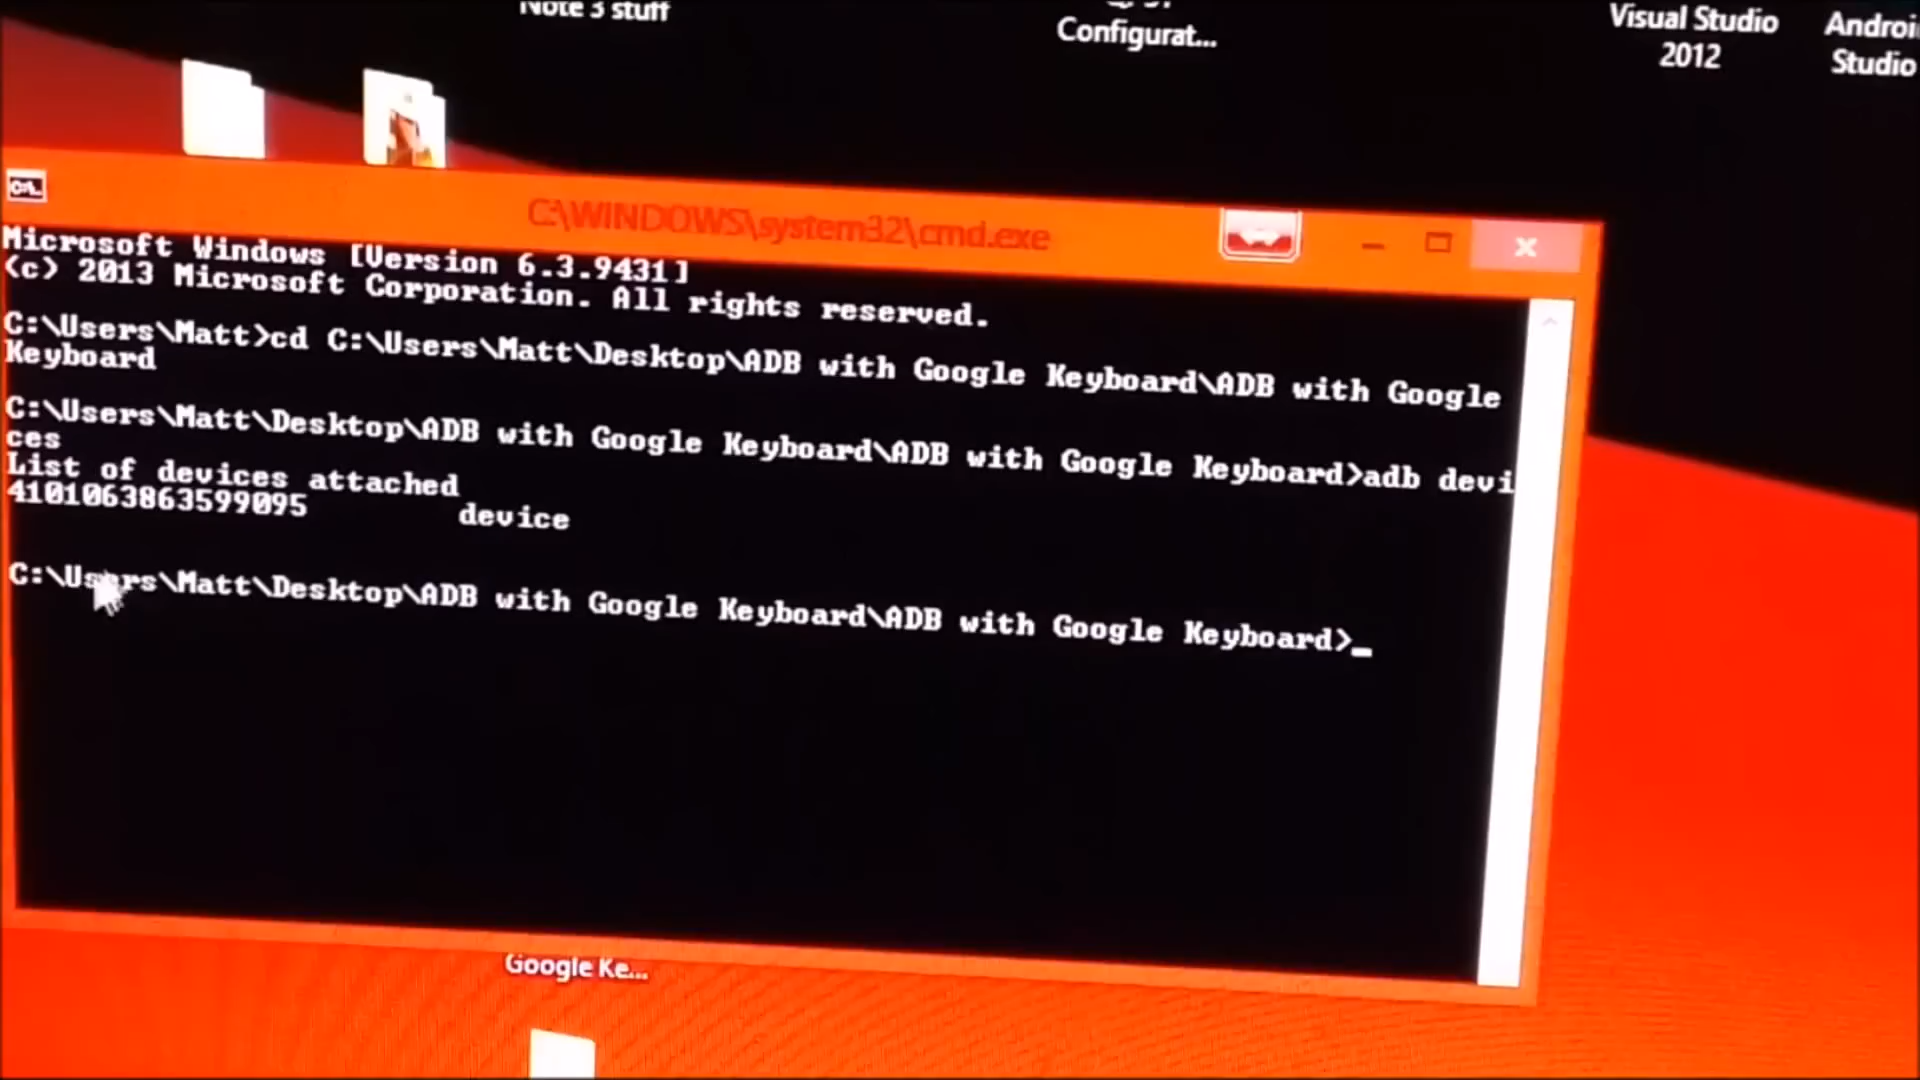 Note 3 stuff
Configurat...
Visual Studio
2012
Androi
Studio
C:\WINDOWS\system32\cmd.exe
Microsoft Windows [Version 6.3.9431]
(c) 2013 Microsoft Corporation. All rights reserved.
C:\Users\Matt>cd C:\Users\Matt\Desktop\ADB with Google Keyboard\ADB with Google
Keyboard
C:\Users\Matt\Desktop\ADB with Google Keyboard\ADB with Google Keyboard>adb devi
ces
List of devices attached
4101063863599095 device
C:\Users\Matt\Desktop\ADB with Google Keyboard\ADB with Google Keyboard>_
Google Ke...